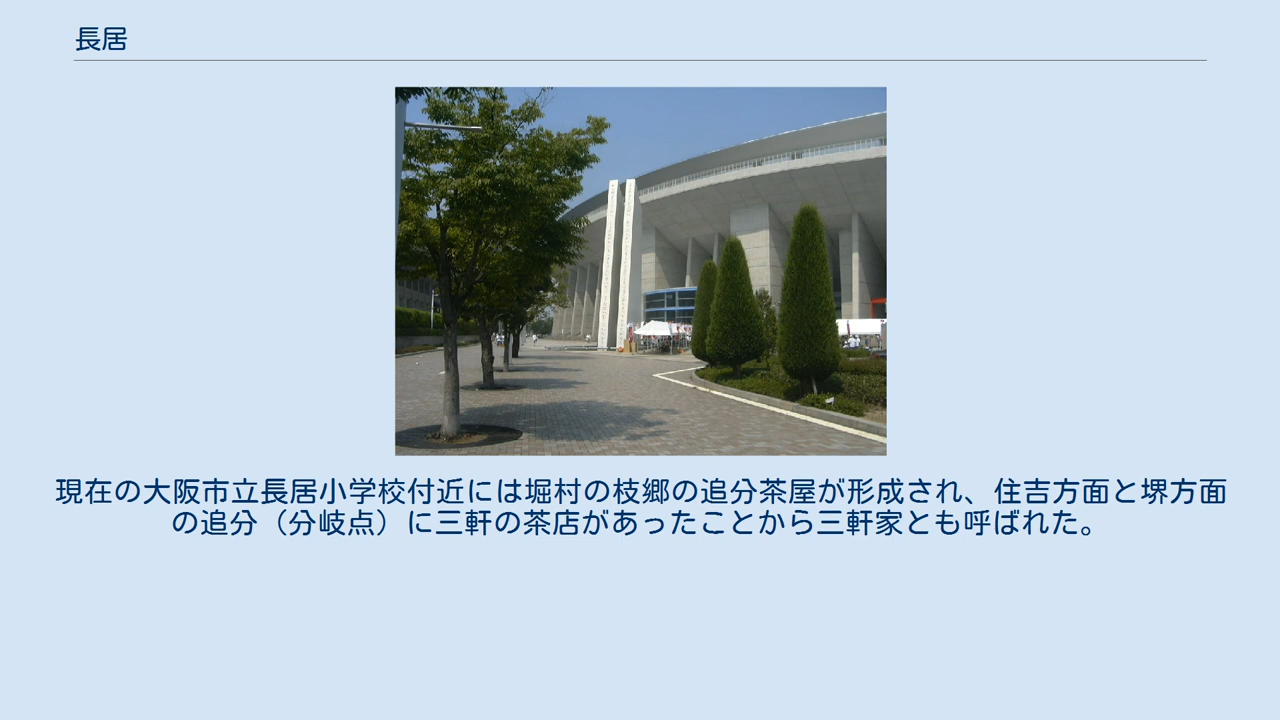 長居
現在の大阪市立長居小学校付近には堀村の枝郷の追分茶屋が形成され、住吉方面と堺方面
の追分（分岐点）に三軒の茶店があったことから三軒家とも呼ばれた。